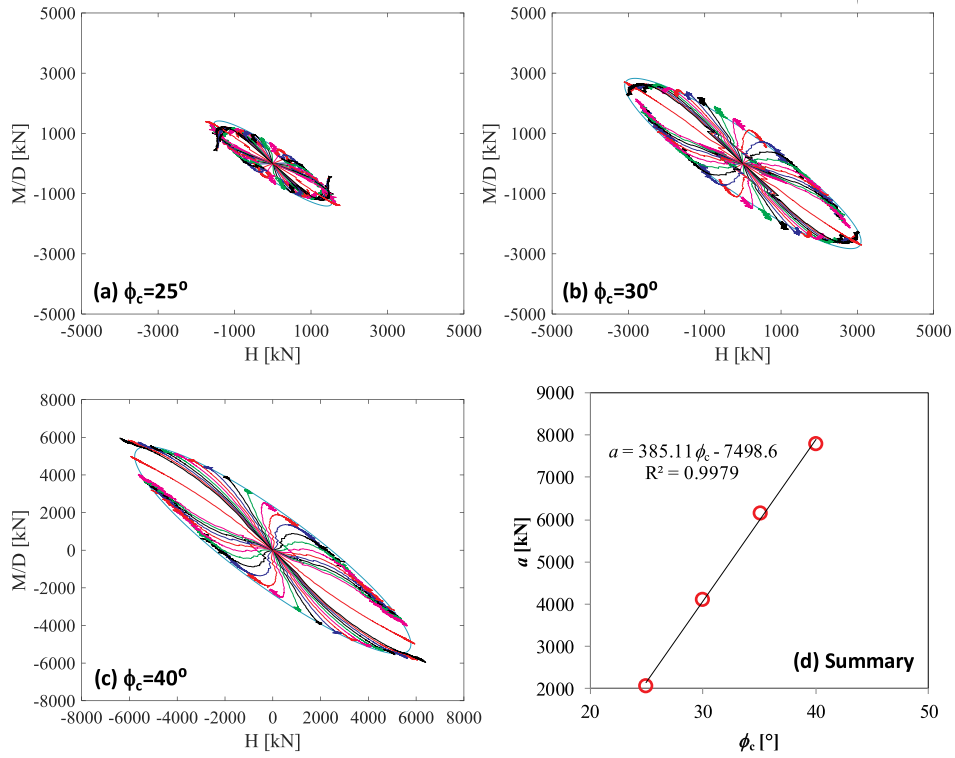 5000
3000
1000
-1000
-3000
-5000
M/D [kN]
(a) ϕc=25⁰
-5000 -3000 -1000 1000 3000 5000
H [kN]
5000
3000
1000
-1000
-3000
-5000
M/D [kN]
(b) ϕc=30⁰
-5000 -3000 -1000 1000 3000 5000
H [kN]
8000
6000
4000
2000
0
-2000
-4000
-6000
-8000
M/D [kN]
(c) ϕc=40⁰
-8000 -6000 -4000 -2000 0 2000 4000 6000 8000
H [kN]
9000
8000
7000
6000
5000
4000
3000
2000
a [kN]
a = 385.11ϕc - 7498.6
R² = 0.9979
(d) Summary
20 30 40 50
ϕc [°]